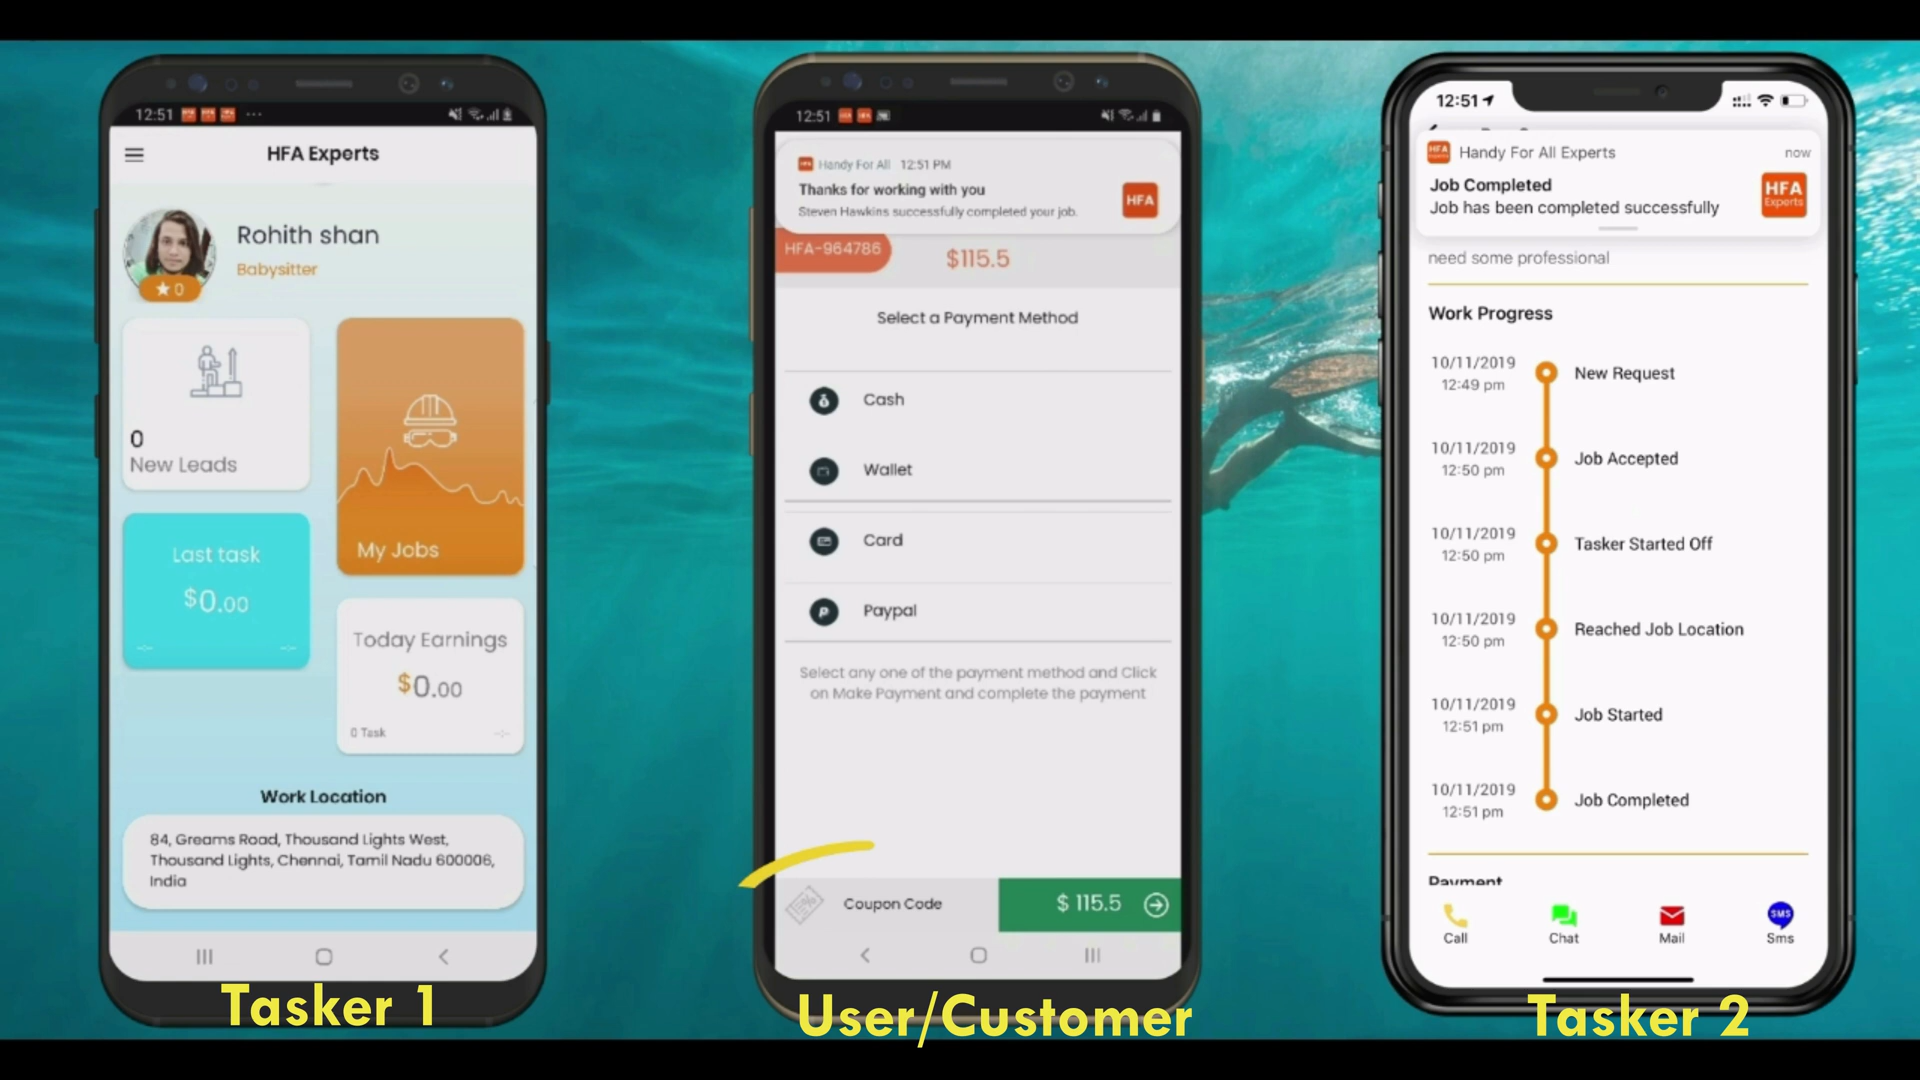 12:51
HFA Experts
Rohith shan
Babysitter
★ 0
0
New Leads
My Jobs
Last task
$0.00
Today Earnings
$0.00
0 Task
Work Location
84, Greams Road, Thousand Lights West,
Thousand Lights, Chennai, Tamil Nadu 600006,
India
Tasker 1
12:51
Handy For All 12:51 PM
Thanks for working with you
Steven Hawkins successfully completed your job.
HFA
HFA-964786
$115.5
Select a Payment Method
Cash
Wallet
Card
Paypal
Select any one of the payment method and Click
on Make Payment and complete the payment
Coupon Code
$ 115.5
User/Customer
12:51
Handy For All Experts
now
Job Completed
Job has been completed successfully
HFA
Experts
need some professional
Work Progress
10/11/2019
12:49 pm
New Request
10/11/2019
12:50 pm
Job Accepted
10/11/2019
12:50 pm
Tasker Started Off
10/11/2019
12:50 pm
Reached Job Location
10/11/2019
12:51 pm
Job Started
10/11/2019
12:51 pm
Job Completed
Payment
Call
Chat
Mail
SMS
Sms
Tasker 2